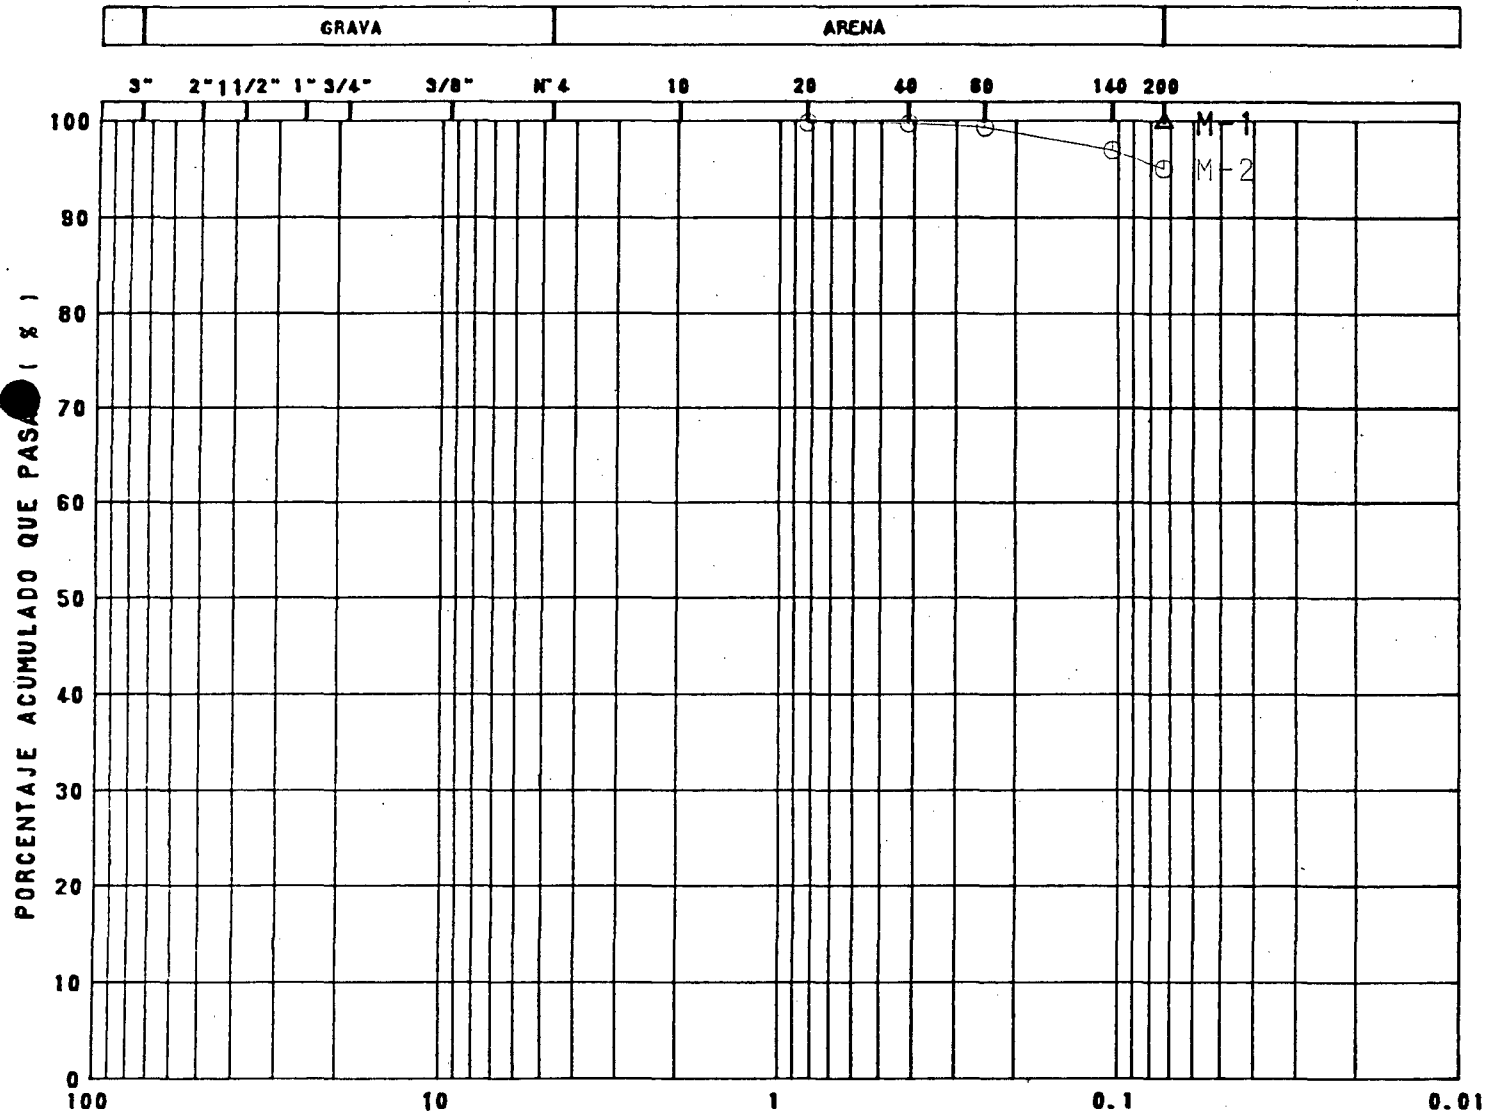 GRAVA ARENA
3" 2" 1 1/2" 1" 3/4" 3/8" N°4 10 20 40 60 140 200
100
M-1
M-2
90
80
70
60
50
40
30
20
10
0
PORCENTAJE ACUMULADO QUE PASA ( % )
100 10 1 0.1 0.01